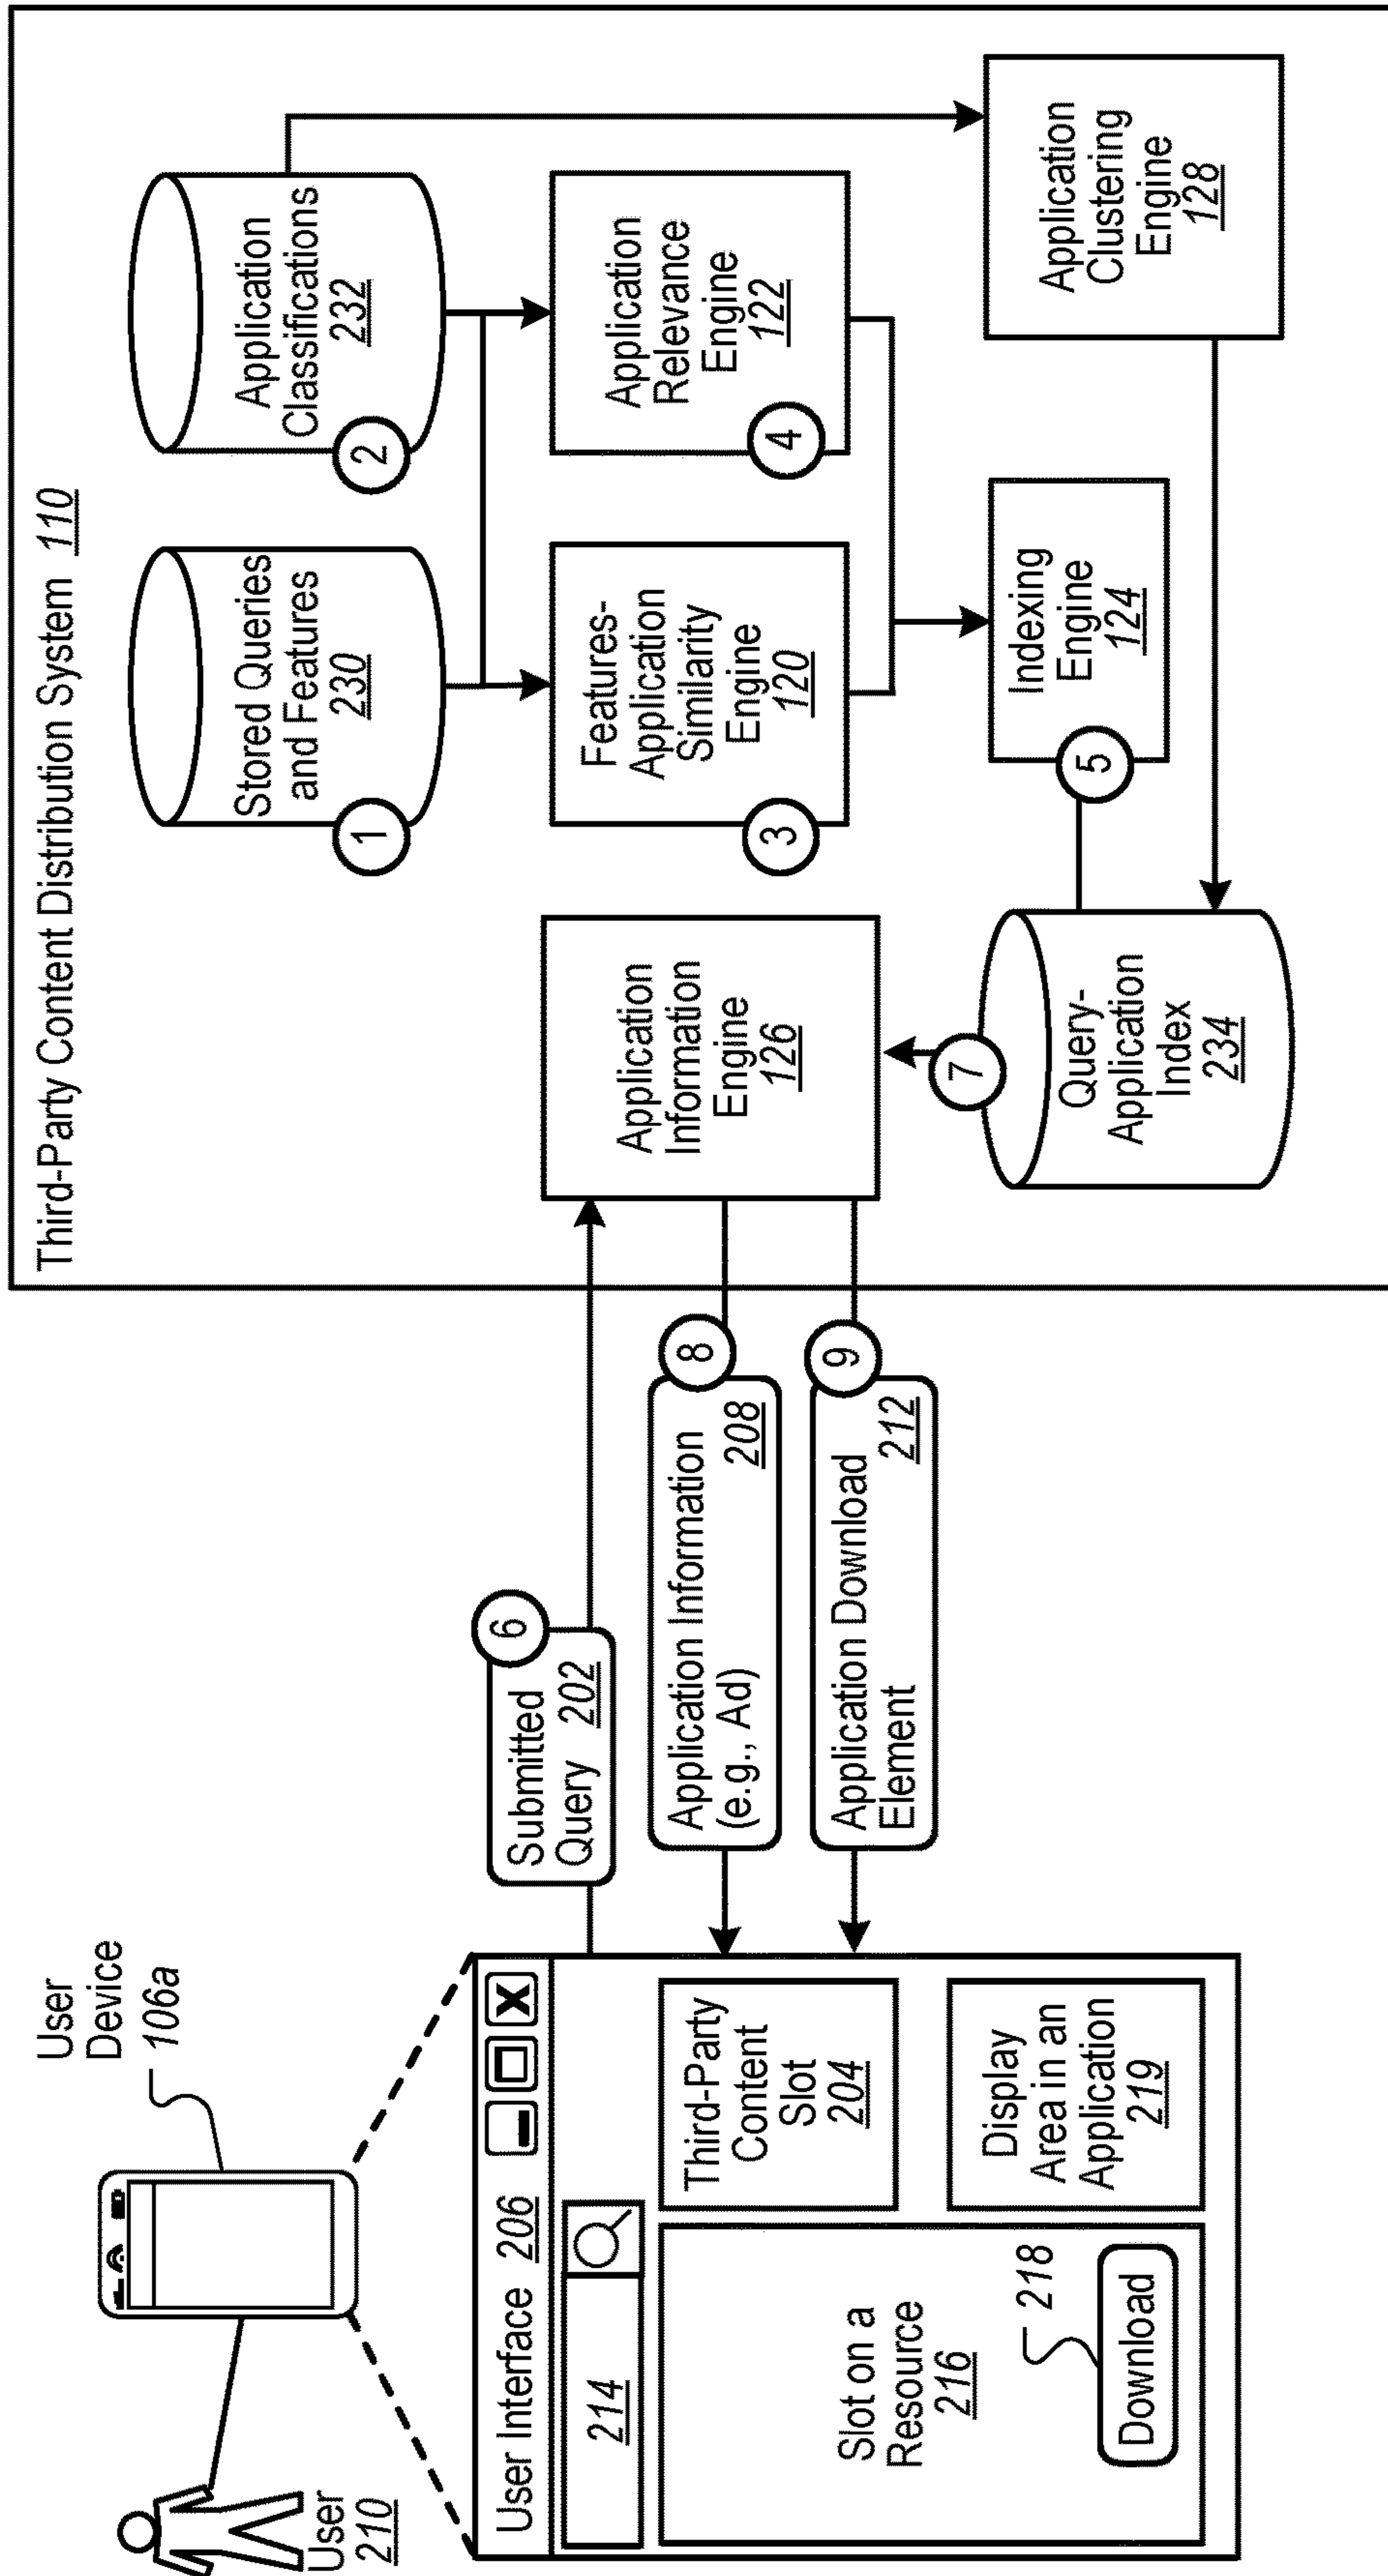 User
210
User
Device
106a
User Interface 206
214
Slot on a
Resource
216
218
Download
Third-Party
Content
Slot
204
Display
Area in an
Application
219
Submitted
Query 202
6
Application Information
(e.g., Ad)
208
8
Application Download
Element
212
9
Third-Party Content Distribution System 110
Stored Queries
and Features
230
1
Application
Classifications
232
2
Features-
Application
Similarity
Engine
120
3
Application
Relevance
Engine
122
4
Application
Information
Engine
126
Indexing
Engine
124
5
Query-
Application
Index
234
7
Application
Clustering
Engine
128